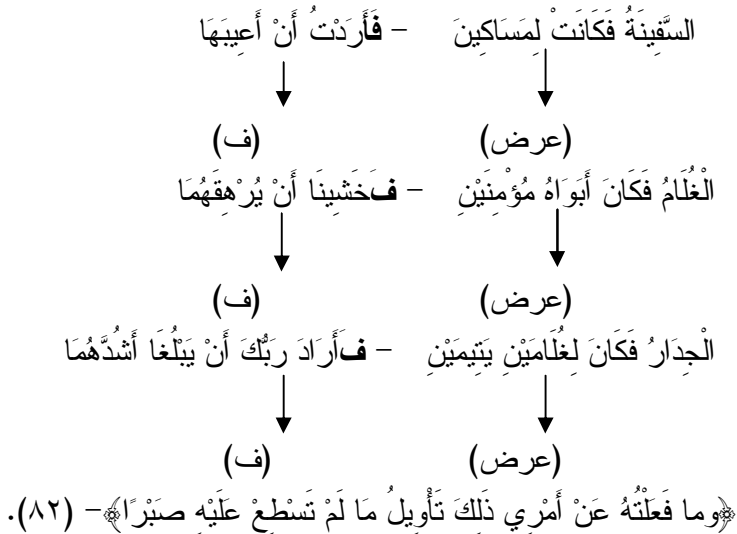 السَّفِينَةُ فَكَانَتْ لِمَسَاكِينَ – فَأَرَدْتُ أَنْ أَعِيبَهَا
(عرض) (ف)
الْغُلَامُ فَكَانَ أَبَوَاهُ مُؤْمِنَيْنِ – فَخَشِينَا أَنْ يُرْهِقَهُمَا
(عرض) (ف)
الْجِدَارُ فَكَانَ لِغُلَامَيْنِ يَتِيمَيْنِ – فَأَرَادَ رَبُّكَ أَنْ يَبْلُغَا أَشُدَّهُمَا
(عرض) (ف)
﴿وما فَعَلْتُهُ عَنْ أَمْرِي ذَلِكَ تَأْوِيلُ مَا لَمْ تَسْطِعْ عَلَيْهِ صَبْرًا﴾– (٨٢).